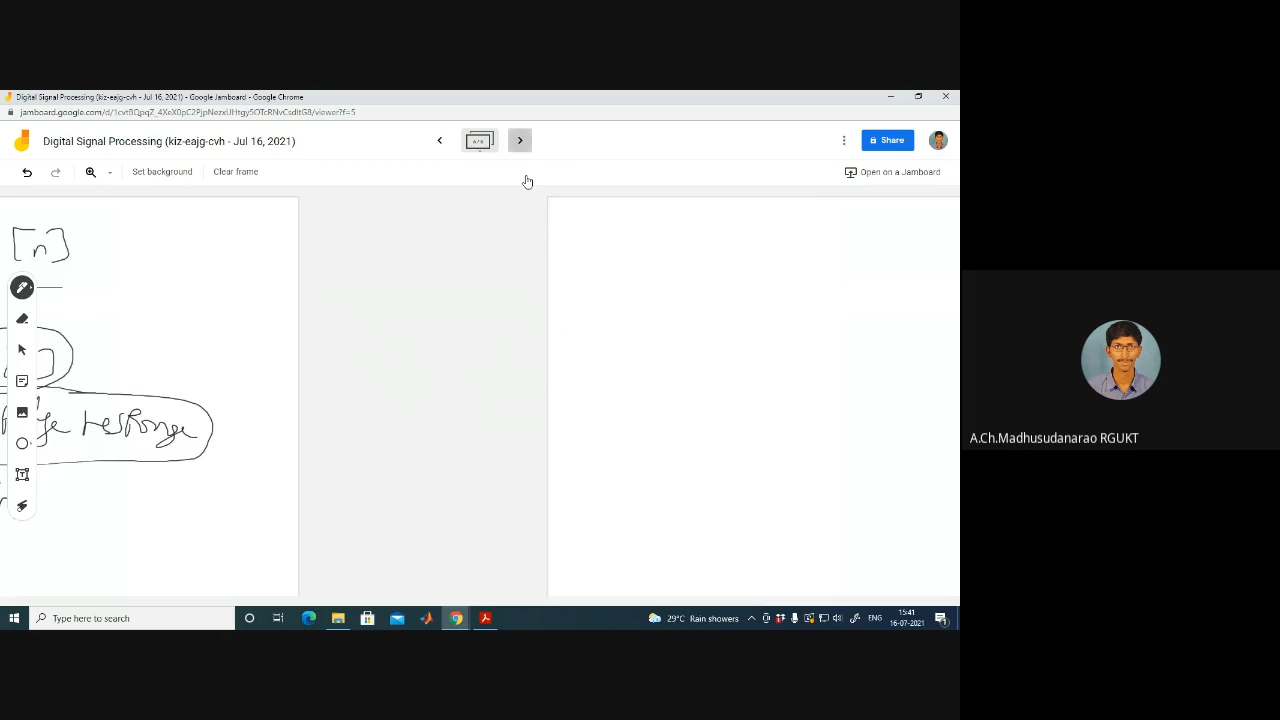 Digital Signal Processing (kiz-eajg-cvh - Jul 16, 2021) - Google Jamboard - Google Chrome
Digital Signal Processing (kiz-eajg-cvh - Jul 16, 2021)
6 / 6
Share
Set background
Clear frame
Open on a Jamboard
[n]
response
A.Ch.Madhusudanarao RGUKT
Type here to search
29°C Rain showers
ENG
15:41
16-07-2021